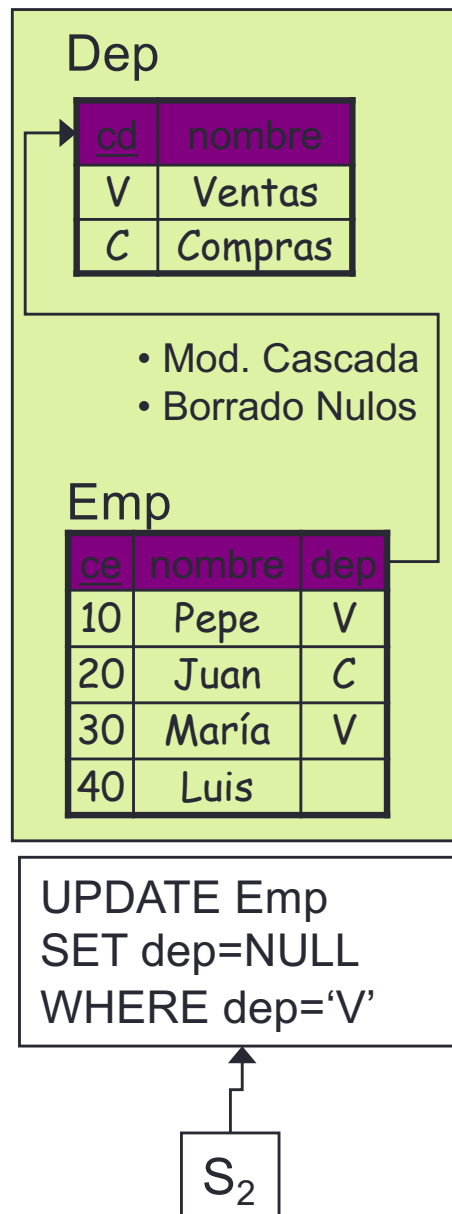 Dep
cd nombre
V Ventas
C Compras
• Mod. Cascada
• Borrado Nulos
Emp
ce nombre dep
10 Pepe V
20 Juan C
30 María V
40 Luis
UPDATE Emp
SET dep=NULL
WHERE dep=‘V’
S₂